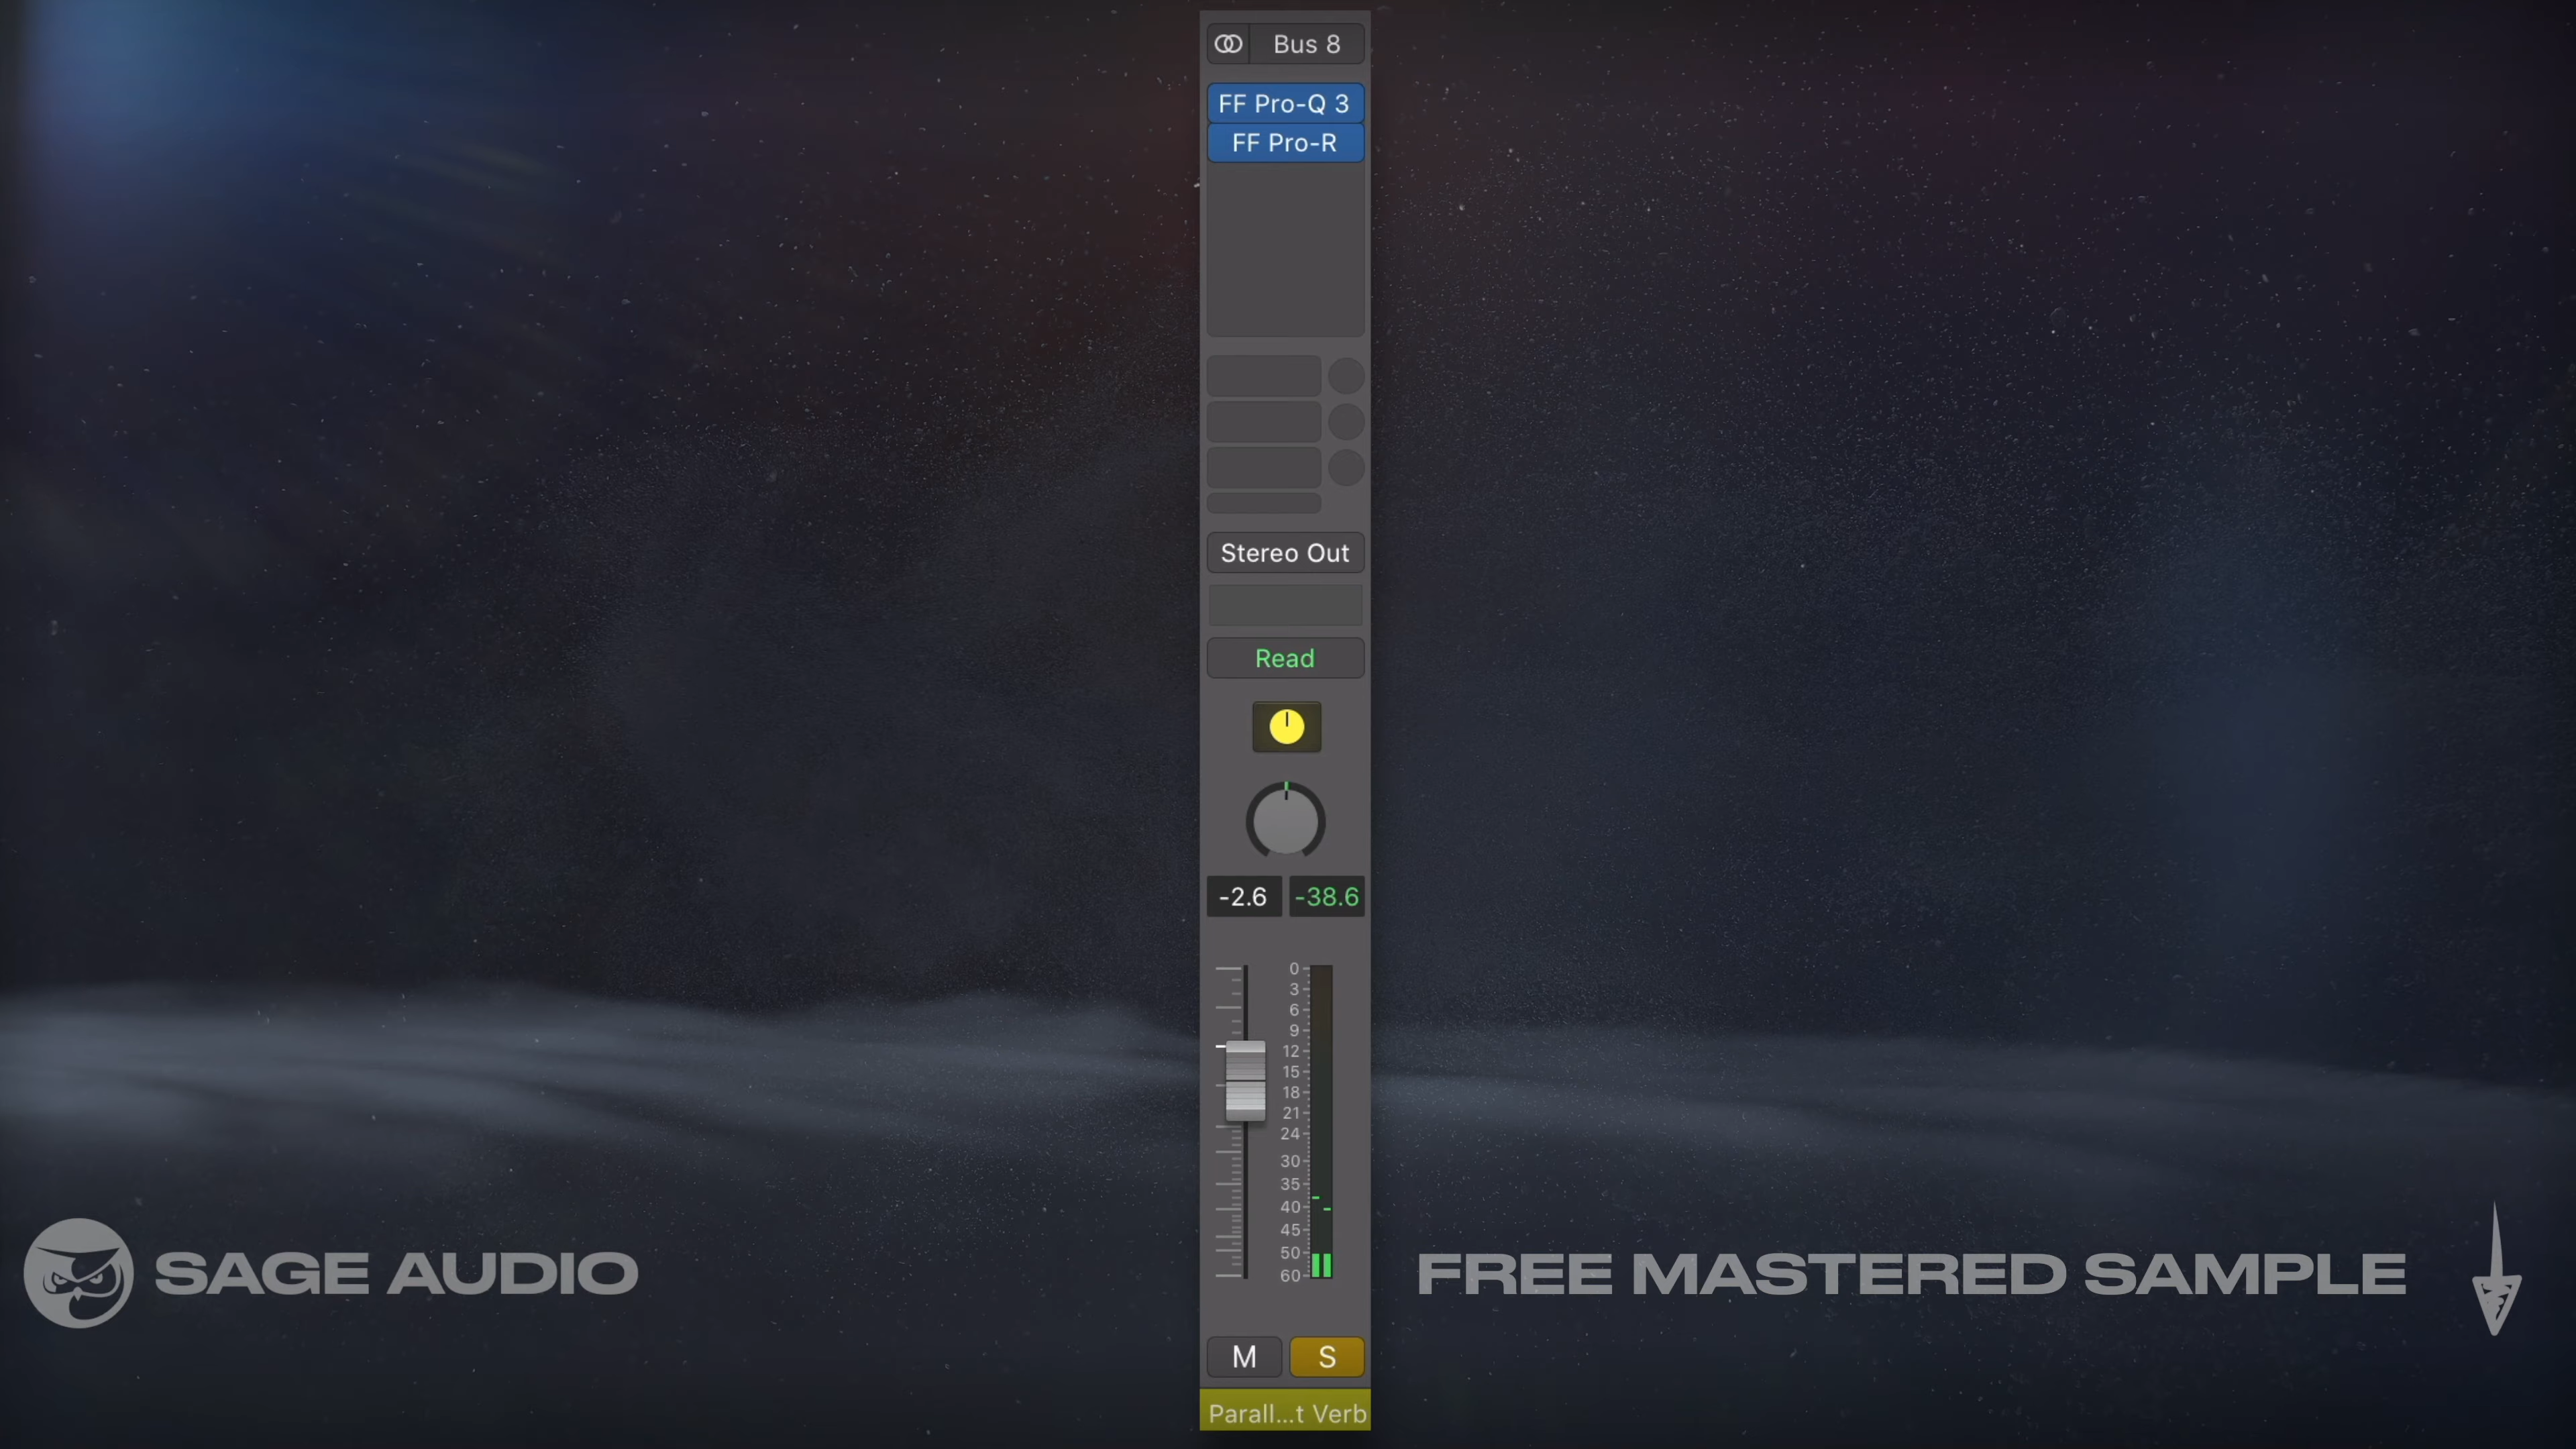 Bus 8
FF Pro-Q 3
FF Pro-R
Stereo Out
Read
-2.6 -38.6
0
3
6
9
12
15
18
21
24
30
35
40
45
50
60
SAGE AUDIO
FREE MASTERED SAMPLE
M S
Parall...t Verb